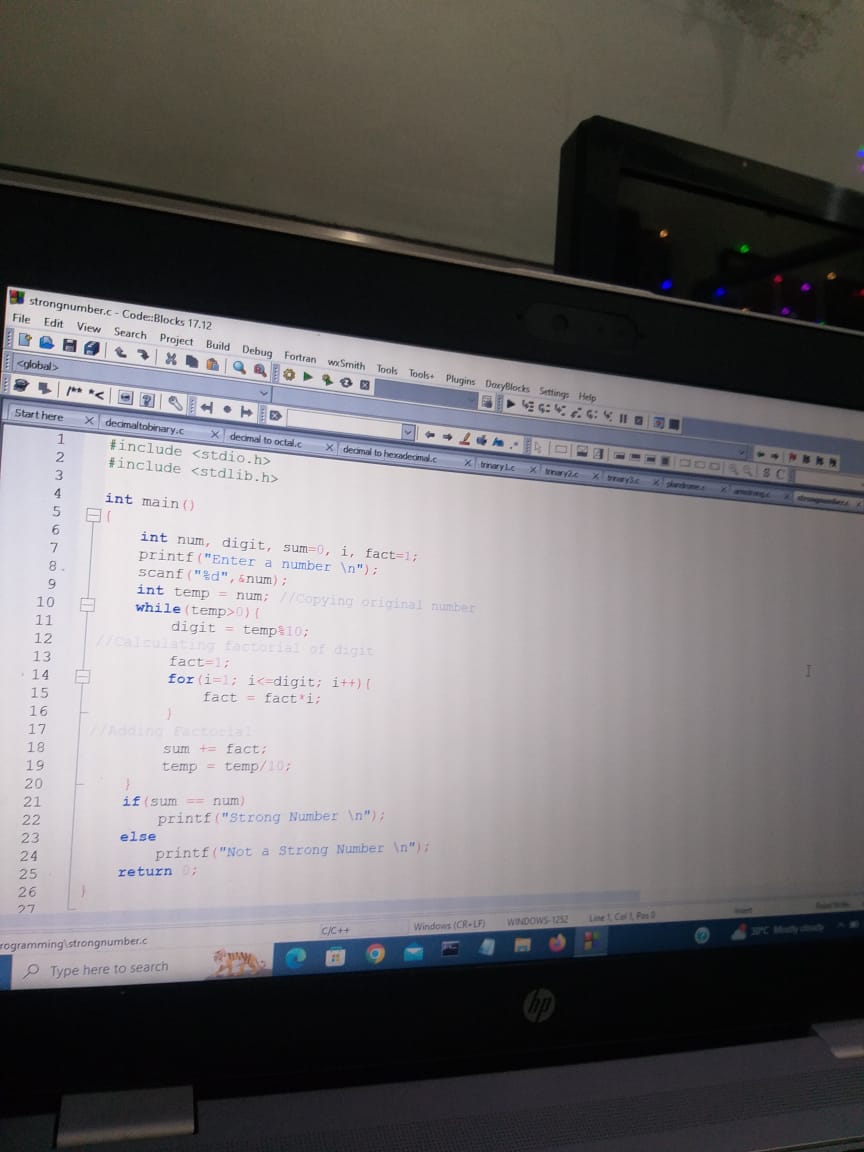 strongnumber.c - Code::Blocks 17.12
File Edit View Search Project Build Debug Fortran wxSmith Tools Tools+ Plugins DoxyBlocks Settings Help
<global>
Start here decimaltobinary.c decimal to octal.c decimal to hexadecimal.c trinary1.c trinary2.c trinary3.c strongnumber.c
1 #include <stdio.h>
2 #include <stdlib.h>
3
4 int main()
5 {
6 int num, digit, sum=0, i, fact=1;
7 printf("Enter a number \n");
8 scanf("%d",&num);
9 int temp = num; //Copying original number
10 while(temp>0){
11 digit = temp%10;
12 //Calculating factorial of digit
13 fact=1;
14 for(i=1; i<=digit; i++){
15 fact = fact*i;
16 }
17 //Adding Factorial
18 sum += fact;
19 temp = temp/10;
20 }
21 if(sum == num)
22 printf("Strong Number \n");
23 else
24 printf("Not a Strong Number \n");
25 return 0;
26 }
27
rogramming\strongnumber.c C/C++ Windows (CR+LF) WINDOWS-1252 Line 1, Col 1, Pos 0 Insert
Type here to search 30°C Mostly cloudy
hp